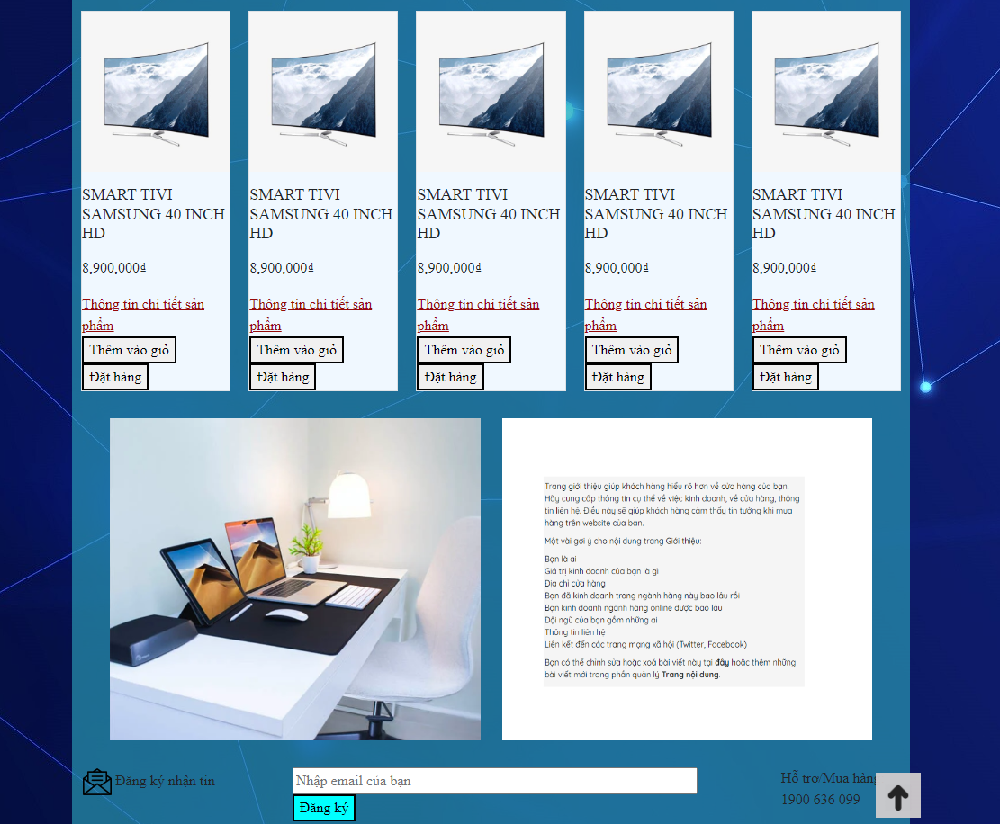 SMART TIVI SAMSUNG 40 INCH HD
8,900,000₫
Thông tin chi tiết sản phẩm
Thêm vào giỏ
Đặt hàng
SMART TIVI SAMSUNG 40 INCH HD
8,900,000₫
Thông tin chi tiết sản phẩm
Thêm vào giỏ
Đặt hàng
SMART TIVI SAMSUNG 40 INCH HD
8,900,000₫
Thông tin chi tiết sản phẩm
Thêm vào giỏ
Đặt hàng
SMART TIVI SAMSUNG 40 INCH HD
8,900,000₫
Thông tin chi tiết sản phẩm
Thêm vào giỏ
Đặt hàng
SMART TIVI SAMSUNG 40 INCH HD
8,900,000₫
Thông tin chi tiết sản phẩm
Thêm vào giỏ
Đặt hàng
Trang giới thiệu giúp khách hàng hiểu rõ hơn về cửa hàng của bạn.
Hãy cung cấp thông tin cụ thể về việc kinh doanh, về cửa hàng, thông
tin liên hệ. Điều này sẽ giúp khách hàng cảm thấy tin tưởng khi mua
hàng trên website của bạn.
Một vài gợi ý cho nội dung trang Giới thiệu:
Bạn là ai
Giá trị kinh doanh của bạn là gì
Địa chỉ cửa hàng
Bạn đã kinh doanh trong ngành hàng này bao lâu rồi
Bạn kinh doanh ngành hàng online được bao lâu
Đội ngũ của bạn gồm những ai
Thông tin liên hệ
Liên kết đến các trang mạng xã hội (Twitter, Facebook)
Bạn có thể chỉnh sửa hoặc xoá bài viết này tại đây hoặc thêm những
bài viết mới trong phần quản lý Trang nội dung.
Đăng ký nhận tin
Nhập email của bạn
Đăng ký
Hỗ trợ/Mua hàng
1900 636 099